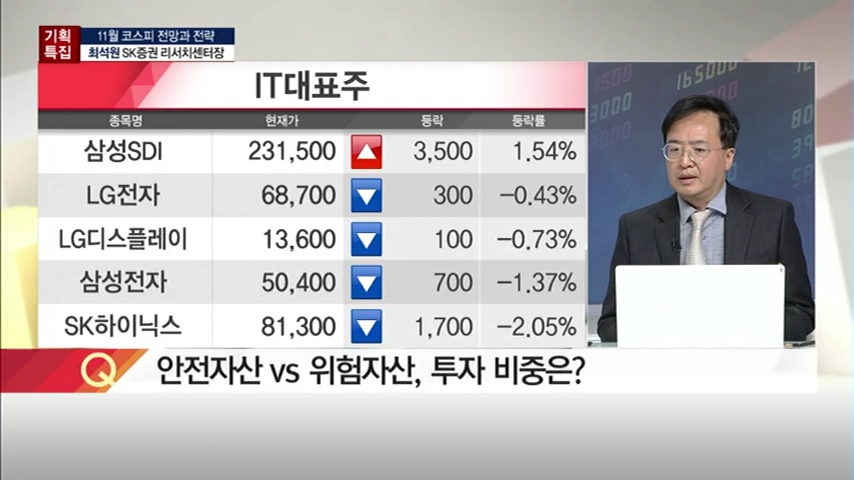 기획
특집
11월 코스피 전망과 전략
최석원 SK증권 리서치센터장
IT대표주
종목명 현재가 등락 등락률
삼성SDI 231,500 ▲ 3,500 1.54%
LG전자 68,700 ▼ 300 -0.43%
LG디스플레이 13,600 ▼ 100 -0.73%
삼성전자 50,400 ▼ 700 -1.37%
SK하이닉스 81,300 ▼ 1,700 -2.05%
Q 안전자산 vs 위험자산, 투자 비중은?
165000